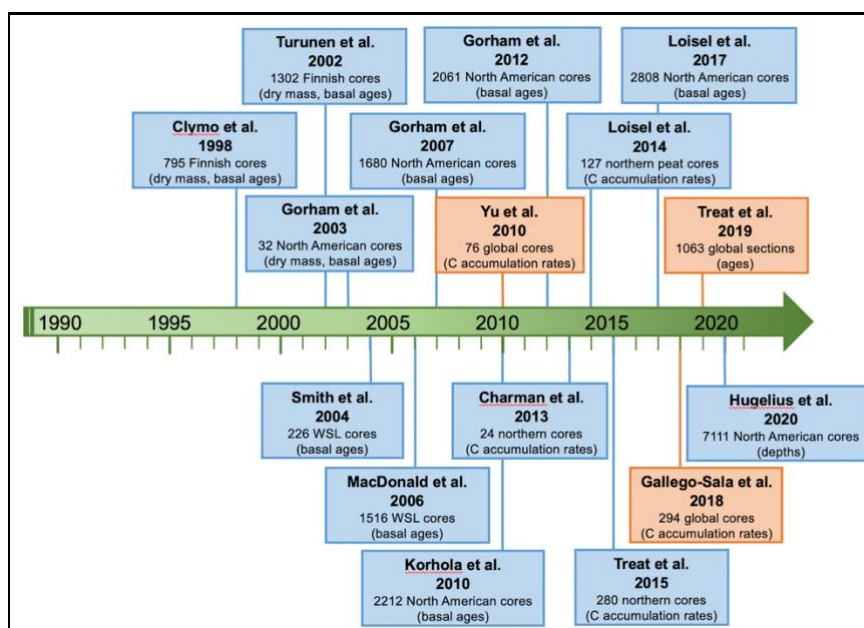 Turunen et al.
2002
1302 Finnish cores
(dry mass, basal ages)
Gorham et al.
2012
2061 North American cores
(basal ages)
Loisel et al.
2017
2808 North American cores
(basal ages)
Clymo et al.
1998
795 Finnish cores
(dry mass, basal ages)
Gorham et al.
2007
1680 North American cores
(basal ages)
Loisel et al.
2014
127 northern peat cores
(C accumulation rates)
Gorham et al.
2003
32 North American cores
(dry mass, basal ages)
Yu et al.
2010
76 global cores
(C accumulation rates)
Treat et al.
2019
1063 global sections
(ages)
1990 1995 2000 2005 2010 2015 2020
Smith et al.
2004
226 WSL cores
(basal ages)
Charman et al.
2013
24 northern cores
(C accumulation rates)
Hugelius et al.
2020
7111 North American cores
(depths)
MacDonald et al.
2006
1516 WSL cores
(basal ages)
Gallego-Sala et al.
2018
294 global cores
(C accumulation rates)
Korhola et al.
2010
2212 North American cores
(basal ages)
Treat et al.
2015
280 northern cores
(C accumulation rates)